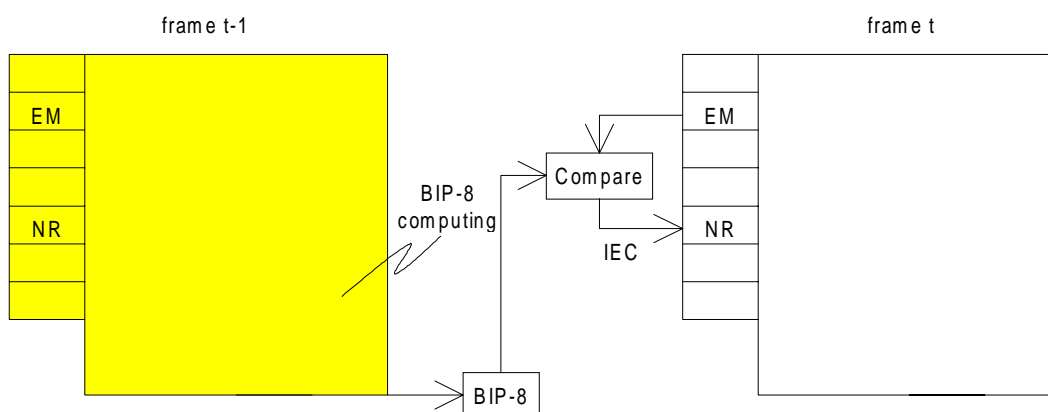 frame t-1
frame t
EM
EM
Compare
BIP-8
computing
NR
NR
IEC
BIP-8